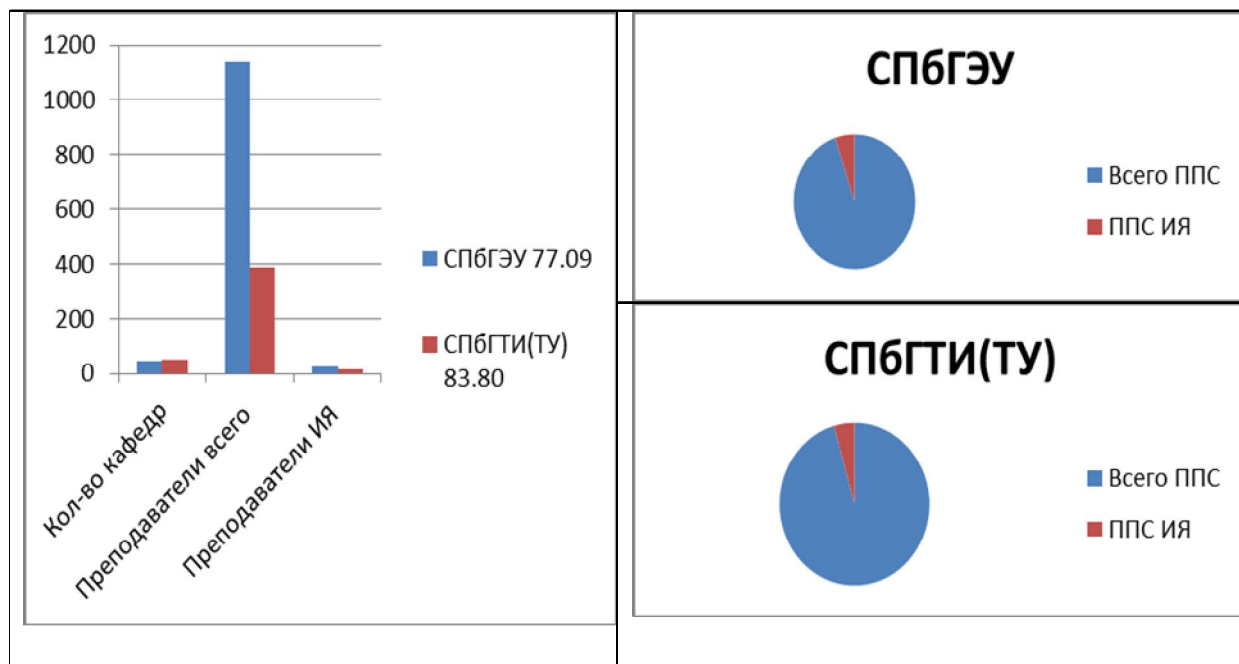 1200
1000
800
600
400
200
0
Кол-во кафедр
Преподаватели всего
Преподаватели ИЯ
СПбГЭУ 77.09
СПбГТИ(ТУ)
83.80
СПбГЭУ
Всего ППС
ППС ИЯ
СПбГТИ(ТУ)
Всего ППС
ППС ИЯ